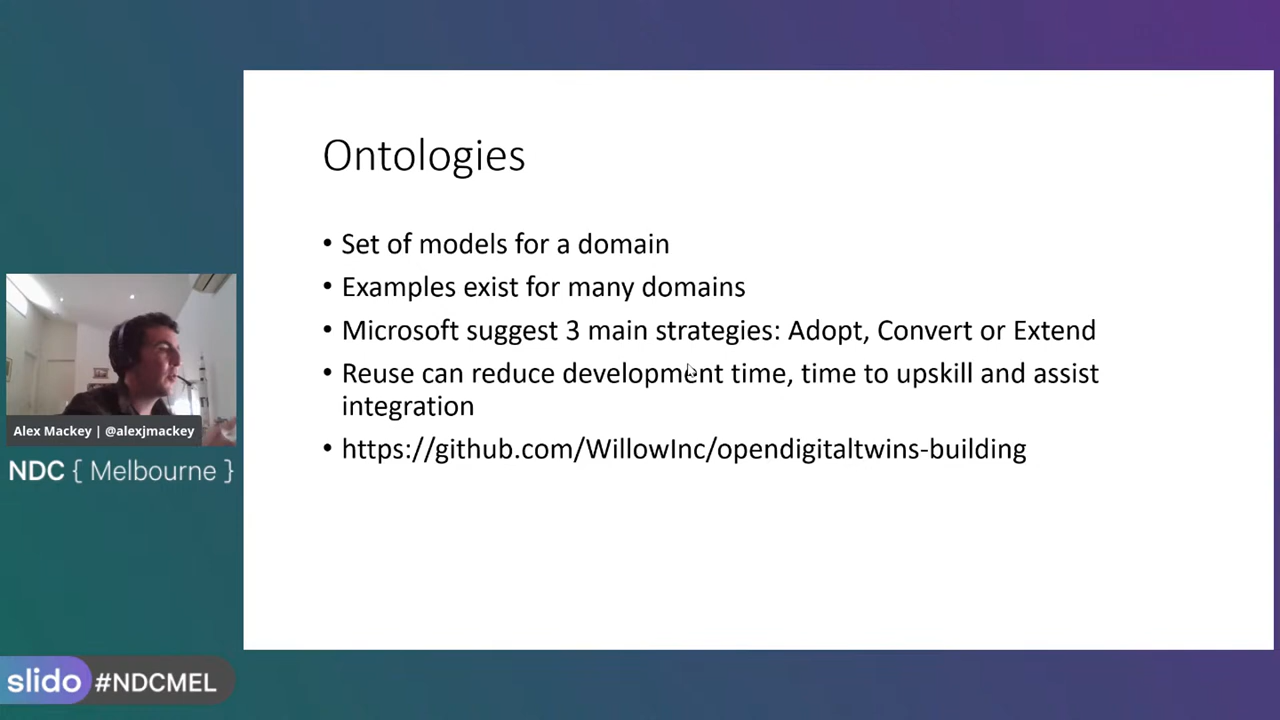 Ontologies
• Set of models for a domain
• Examples exist for many domains
• Microsoft suggest 3 main strategies: Adopt, Convert or Extend
• Reuse can reduce development time, time to upskill and assist
integration
• https://github.com/WillowInc/opendigitaltwins-building
Alex Mackey | @alexjmackey
NDC { Melbourne }
slido #NDCMEL